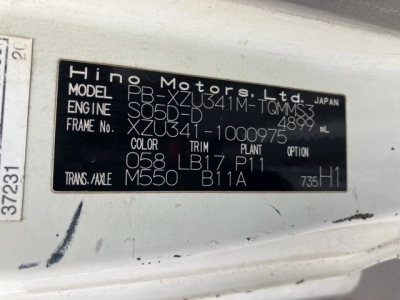 Hino Motors, Ltd. JAPAN
MODEL PB-XZU341M-TQMMS3
ENGINE S05D-D 4899 mL
FRAME No. XZU341-1000975
COLOR TRIM PLANT OPTION
058 LB17 P11
TRANS./AXLE M550 B11A 735 H1
37231